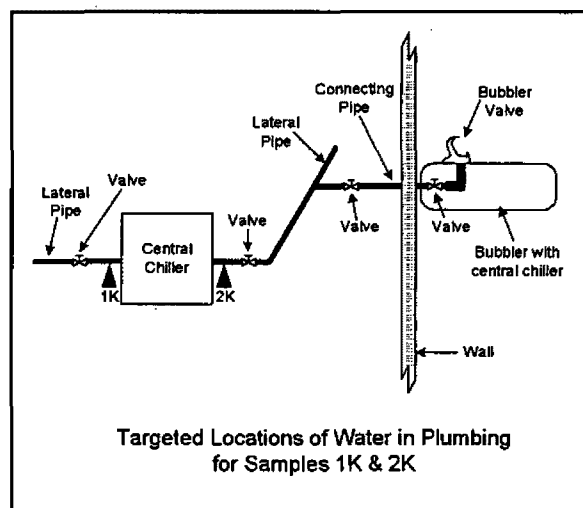 Bubbler
Valve
Connecting
Pipe
Lateral
Pipe
Valve
Lateral
Pipe
Valve
Central
Chiller
Valve
Valve
Bubbler with
central chiller
1K
2K
Wall
Targeted Locations of Water in Plumbing
for Samples 1K & 2K